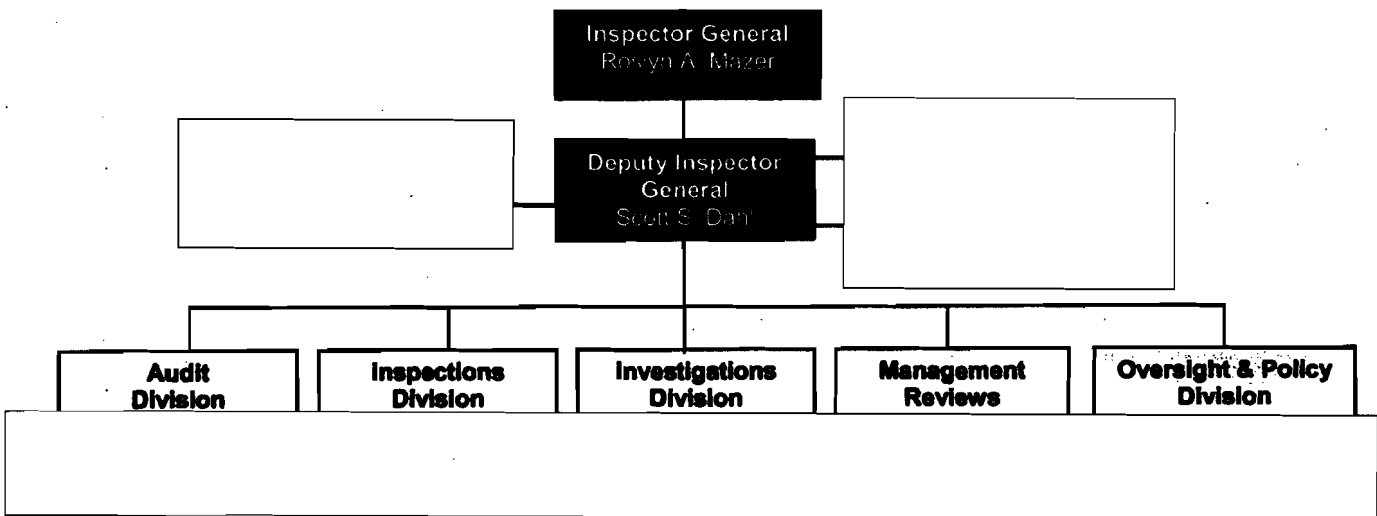 Inspector General
Roslyn A. Mazer
Deputy Inspector
General
Scott S. Dahl
Audit
Division
Inspections
Division
Investigations
Division
Management
Reviews
Oversight & Policy
Division